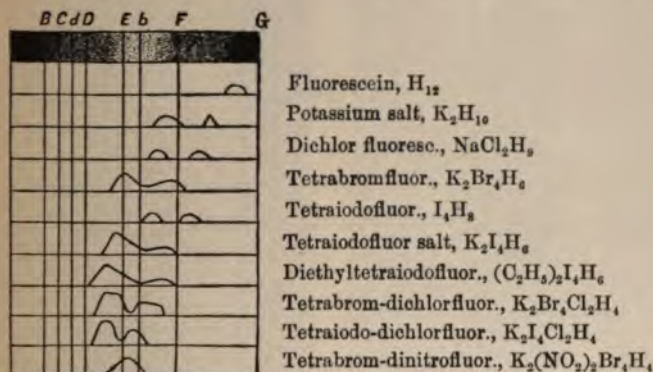 B C d D E b F G
Fluorescein, H₁₂
Potassium salt, K₂H₁₀
Dichlor fluoresc., NaCl₂H₉
Tetrabromfluor., K₂Br₄H₆
Tetraiodofluor., I₄H₈
Tetraiodofluor salt, K₂I₄H₆
Diethyltetraiodofluor., (C₂H₅)₂I₄H₆
Tetrabrom-dichlorfluor., K₂Br₄Cl₂H₄
Tetraiodo-dichlorfluor., K₂I₄Cl₂H₄
Tetrabrom-dinitrofluor., K₂(NO₂)₂Br₄H₄